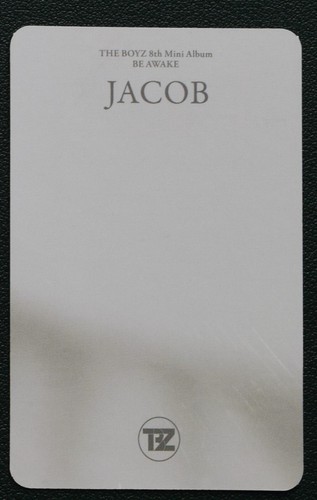 THE BOYZ 8th Mini Album
BE AWAKE
JACOB
TBZ